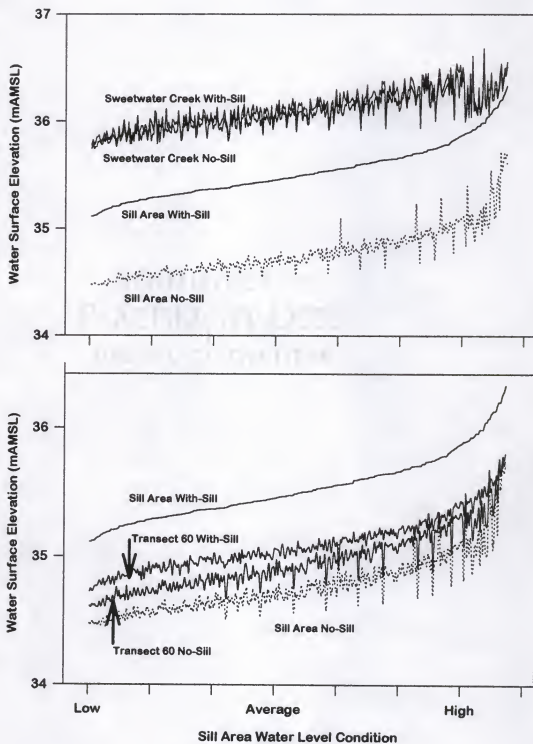 37
Sweetwater Creek With-Sill
36
Sweetwater Creek No-Sill
Water Surface Elevation (mAMSL)
Sill Area With-Sill
35
Sill Area No-Sill
34
36
Sill Area With-Sill
Transect 60 With-Sill
Water Surface Elevation (mAMSL)
35
Sill Area No-Sill
Transect 60 No-Sill
34
Low
Average
High
Sill Area Water Level Condition